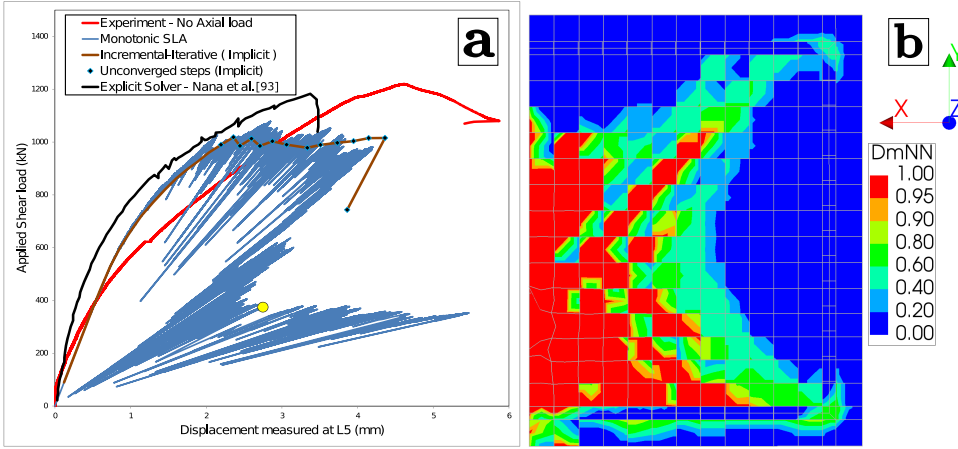 Experiment - No Axial load
Monotonic SLA
Incremental-Iterative ( Implicit )
Unconverged steps (Implicit)
Explicit Solver - Nana et al.[93]
a
1400
1200
1000
800
600
400
200
0
Applied Shear load (kN)
0 1 2 3 4 5 6
Displacement measured at L5 (mm)
b
Y
X
Z
DmNN
1.00
0.95
0.90
0.80
0.60
0.40
0.20
0.00